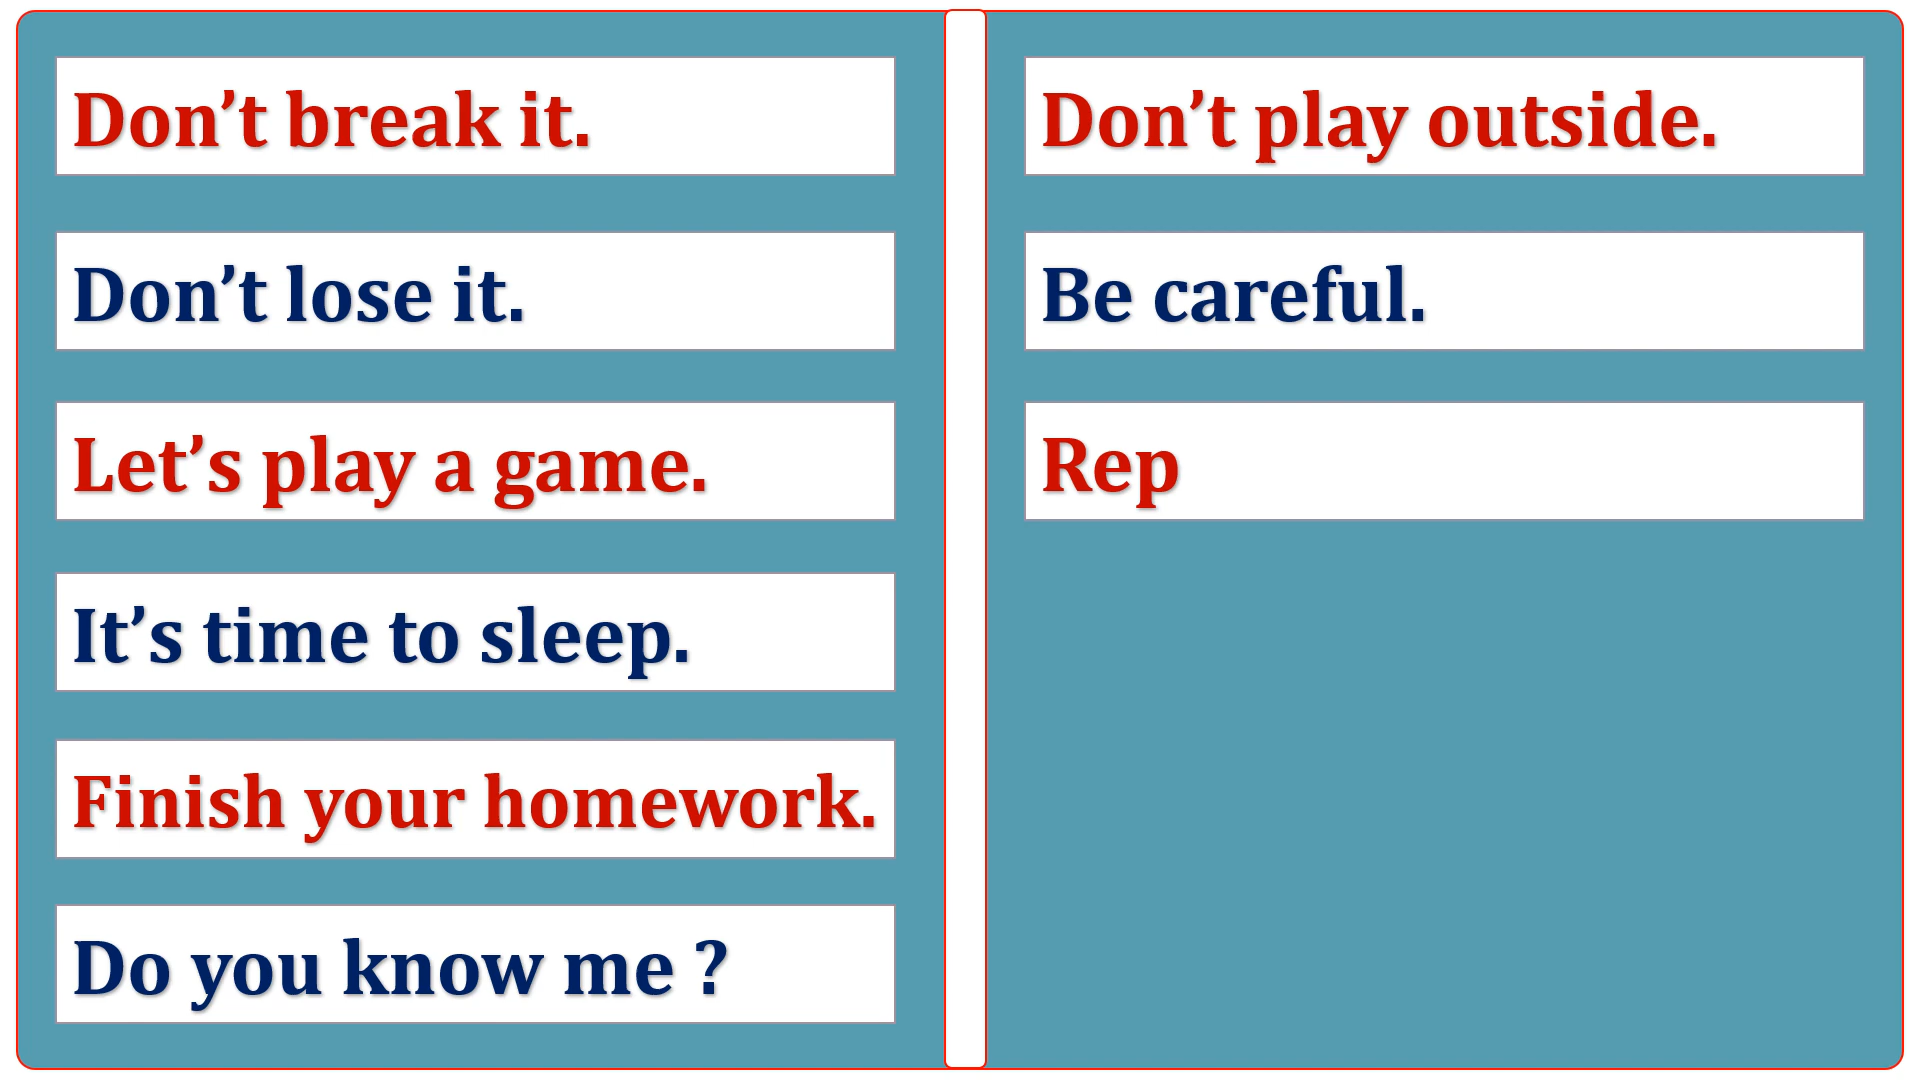 Don’t break it.
Don’t lose it.
Let’s play a game.
It’s time to sleep.
Finish your homework.
Do you know me ?
Don’t play outside.
Be careful.
Rep